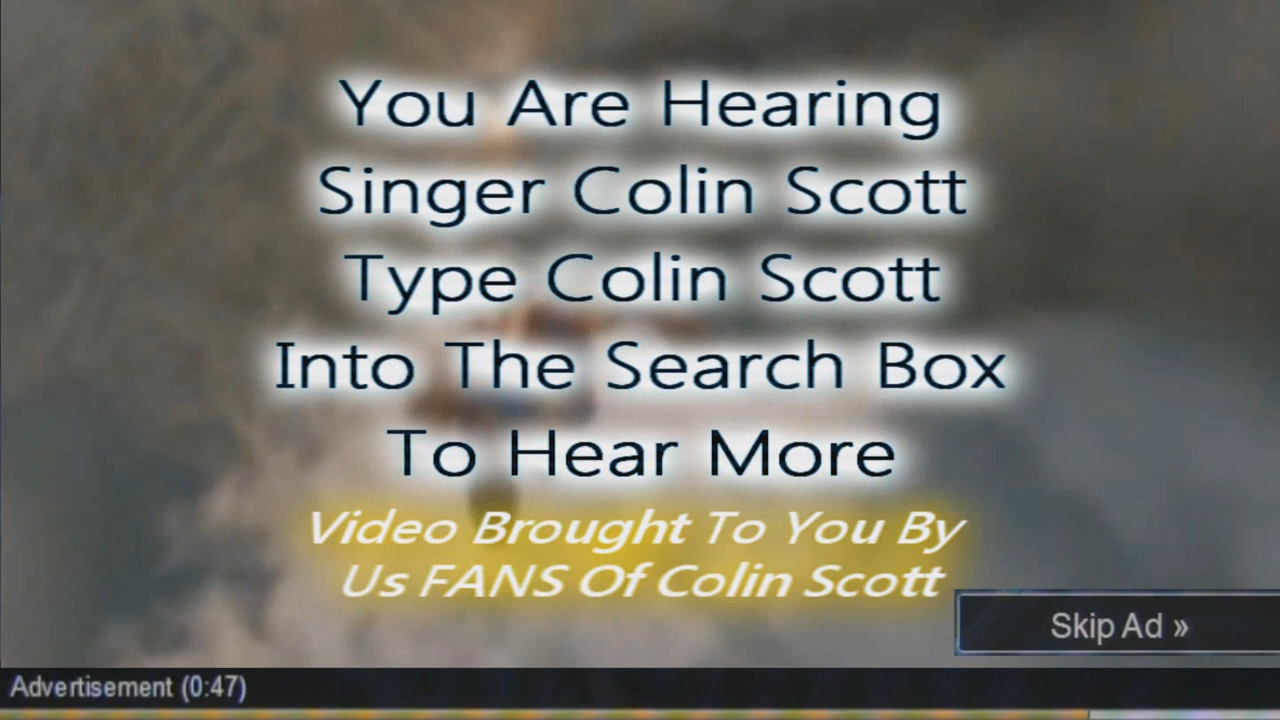 You Are Hearing
Singer Colin Scott
Type Colin Scott
Into The Search Box
To Hear More
Video Brought To You By
Us FANS Of Colin Scott
Skip Ad »
Advertisement (0:47)